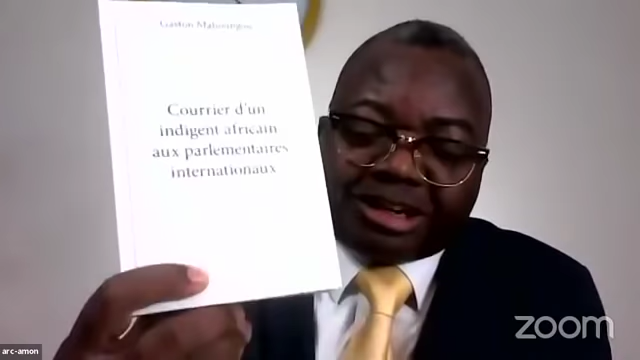 Gaston
Courrier d'un
indigent africain
aux parlementaires
internationaux
zoom
arc-amon